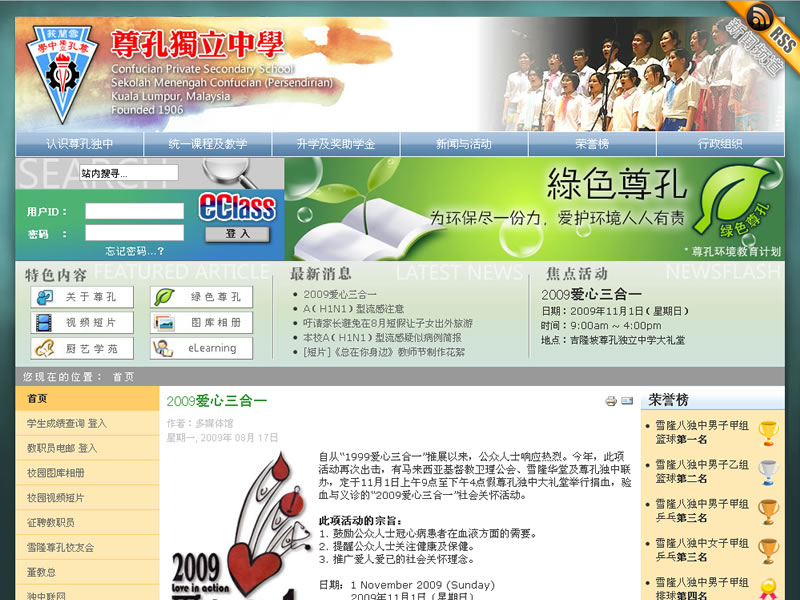 新闻频道 RSS
莪蘭雪
尊孔獨立中學
Confucian Private Secondary School
Sekolah Menengah Confucian (Persendirian)
Kuala Lumpur, Malaysia
Founded 1906
认识尊孔独中 统一课程及教学 升学及奖助学金 新闻与活动 荣誉榜 行政组织
SEARCH
站内搜寻...
用户ID：
密码 ：
eClass
登 入
忘记密码...?
綠色尊孔
为环保尽一份力，爱护环境人人有责
绿色尊孔
* 尊孔环境教育计划
特色内容 FEATURED ARTICLE
关于尊孔 绿色尊孔
视频短片 图库相册
厨艺学苑 eLearning
最新消息 LATEST NEWS
2009爱心三合一
A（H1N1）型流感注意
吁请家长避免在8月短假让子女出外旅游
本校A（H1N1）型流感疑似病例简报
[短片]《总在你身边》教师节制作花絮
焦点活动 NEWSFLASH
2009爱心三合一
日期：2009年11月1日（星期日）
时间：9:00am ~ 4:00pm
地点：吉隆坡尊孔独立中学大礼堂
您现在的位置： 首页
首页
学生成绩查询 登入
教职员电邮 登入
校园图库相册
校园视频短片
征聘教职员
雪隆尊孔校友会
董教总
独中联网
2009爱心三合一
作者：多媒体馆
星期一, 2009年 08月 17日
自从“1999爱心三合一”推展以来，公众人士响应热烈。今年，此项
活动再次出击，有马来西亚基督教卫理公会、雪隆华堂及尊孔独中联
办，定于11月1日上午9点至下午4点假尊孔独中大礼堂举行捐血，验
血与义诊的“2009爱心三合一”社会关怀活动。
此项活动的宗旨：
1. 鼓励公众人士冠心病患者在血液方面的需要。
2. 提醒公众人士关注健康及保健。
3. 推广爱人爱己的社会关怀理念。
日期： 1 November 2009 (Sunday)
2009年11月1日（星期日）
2009
love in action
荣誉榜
雪隆八独中男子甲组
篮球第一名
雪隆八独中男子乙组
篮球第二名
雪隆八独中男子甲组
乒乓第三名
雪隆八独中女子甲组
乒乓第三名
雪隆八独中男子甲组
排球第四名